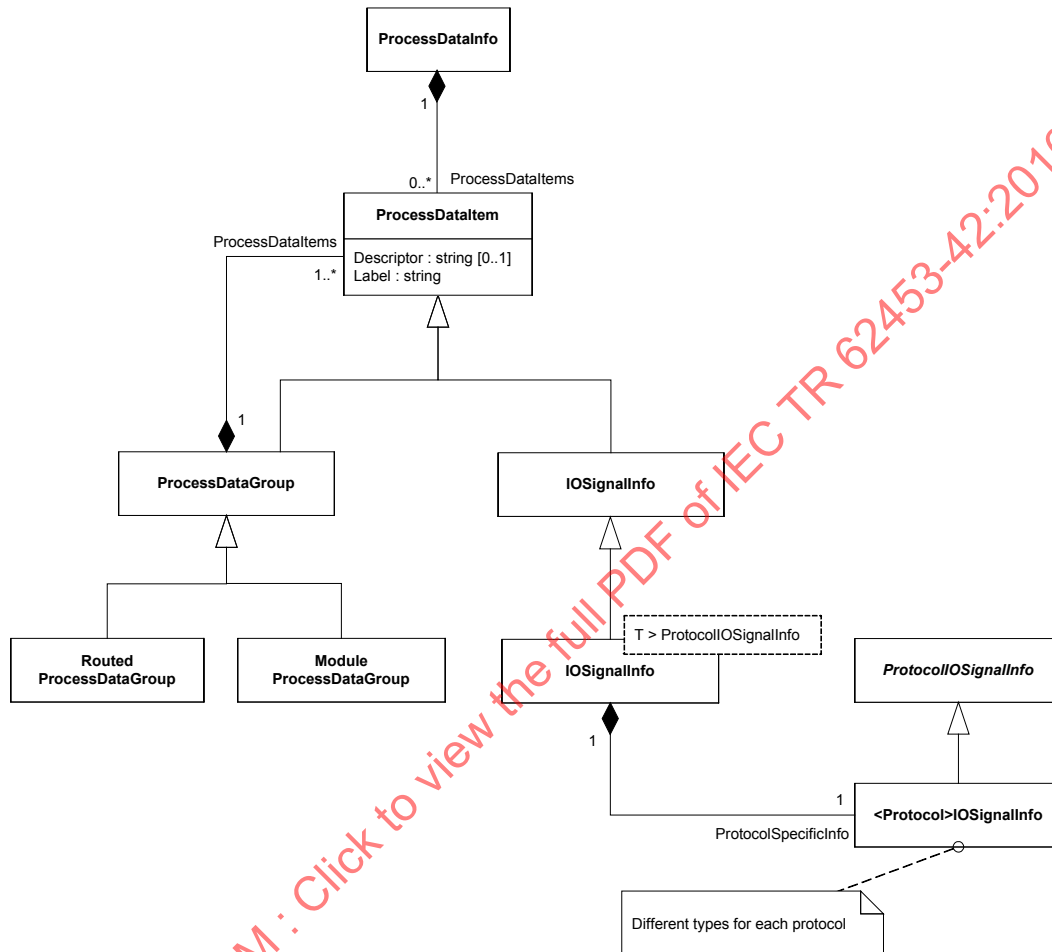 ProcessDataInfo
1
0..*
ProcessDataItems
ProcessDataItem
ProcessDataItems
Descriptor : string [0..1]
1..*
Label : string
1
ProcessDataGroup
IOSignalInfo
T > ProtocolIOSignalInfo
Routed
ProcessDataGroup
Module
ProcessDataGroup
IOSignalInfo
ProtocolIOSignalInfo
1
1
<Protocol>IOSignalInfo
ProtocolSpecificInfo
Different types for each protocol
M : Click to view the full PDF of IEC TR 62453-42:2016